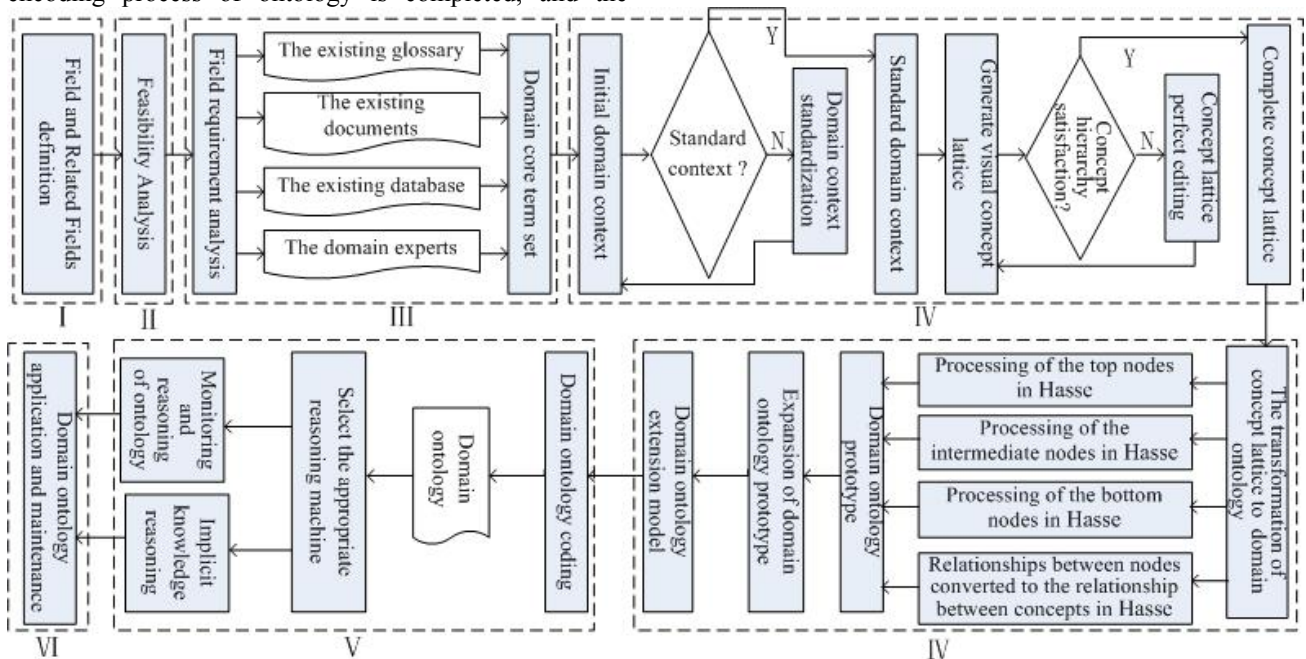 encoding process of ontology is completed, and the
Field and Related Fields
definition
I
Feasibility Analysis
II
Field requirement analysis
The existing glossary
The existing
documents
The existing database
The domain experts
Domain core term set
III
Initial domain context
Standard
context ?
Y
N
Domain context
standardization
Standard domain context
Generate visual concept
lattice
Concept
hierarchy
satisfaction?
Y
N
Concept lattice
perfect editing
Complete concept lattice
IV
The transformation of
concept lattice to domain
ontology
Processing of the top nodes
in Hasse
Processing of the
intermediate nodes in Hasse
Processing of the bottom
nodes in Hasse
Relationships between nodes
converted to the relationship
between concepts in Hasse
Domain ontology
prototype
Expansion of domain
ontology prototype
Domain ontology
extension model
IV
Domain ontology coding
Domain
ontology
Select the appropriate
reasoning machine
Monitoring
and
reasoning
of ontology
Implicit
knowledge
reasoning
V
Domain ontology
application and maintenance
VI